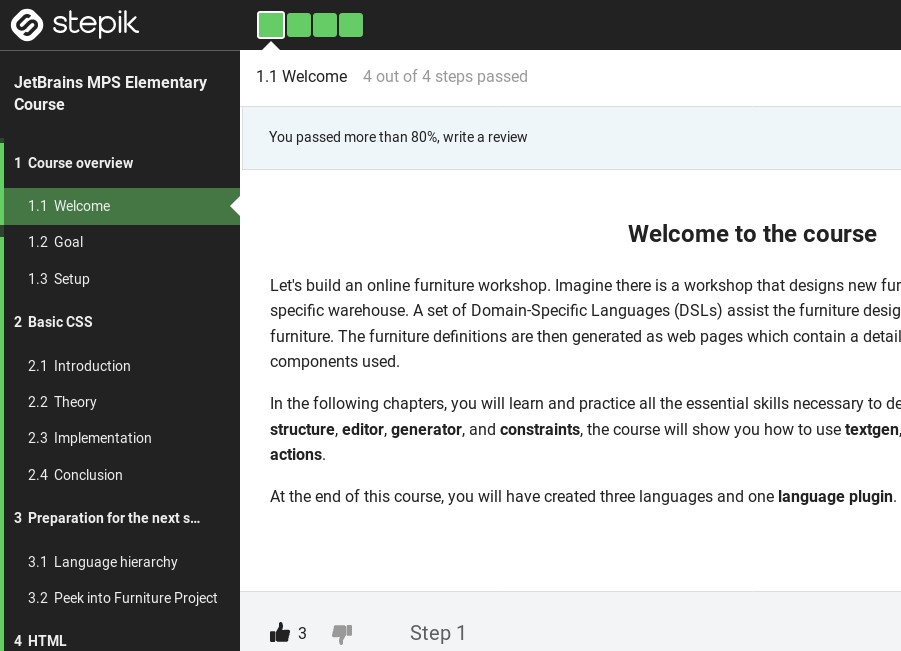 stepik
JetBrains MPS Elementary
Course
1 Course overview
1.1 Welcome
1.2 Goal
1.3 Setup
2 Basic CSS
2.1 Introduction
2.2 Theory
2.3 Implementation
2.4 Conclusion
3 Preparation for the next s...
3.1 Language hierarchy
3.2 Peek into Furniture Project
4 HTML
1.1 Welcome 4 out of 4 steps passed
You passed more than 80%, write a review
Welcome to the course
Let's build an online furniture workshop. Imagine there is a workshop that designs new fur
specific warehouse. A set of Domain-Specific Languages (DSLs) assist the furniture desig
furniture. The furniture definitions are then generated as web pages which contain a detail
components used.
In the following chapters, you will learn and practice all the essential skills necessary to de
structure, editor, generator, and constraints, the course will show you how to use textgen,
actions.
At the end of this course, you will have created three languages and one language plugin.
3 Step 1